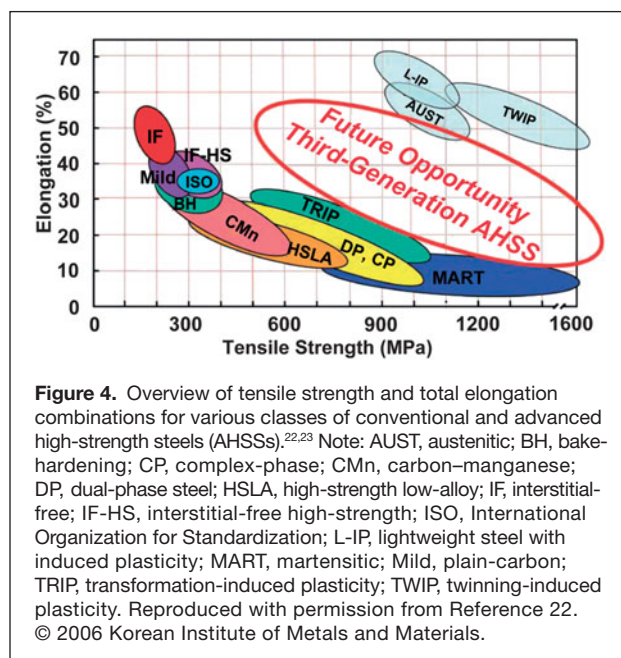 70
60
50
40
30
20
10
0
Elongation (%)
0
300
600
900
1200
1600
Tensile Strength (MPa)
L-IP
AUST
TWIP
IF
IF-HS
Mild
ISO
BH
Future Opportunity
Third-Generation AHSS
TRIP
CMn
DP, CP
HSLA
MART
Figure 4. Overview of tensile strength and total elongation
combinations for various classes of conventional and advanced
high-strength steels (AHSSs).22,23 Note: AUST, austenitic; BH, bake-
hardening; CP, complex-phase; CMn, carbon–manganese;
DP, dual-phase steel; HSLA, high-strength low-alloy; IF, interstitial-
free; IF-HS, interstitial-free high-strength; ISO, International
Organization for Standardization; L-IP, lightweight steel with
induced plasticity; MART, martensitic; Mild, plain-carbon;
TRIP, transformation-induced plasticity; TWIP, twinning-induced
plasticity. Reproduced with permission from Reference 22.
© 2006 Korean Institute of Metals and Materials.